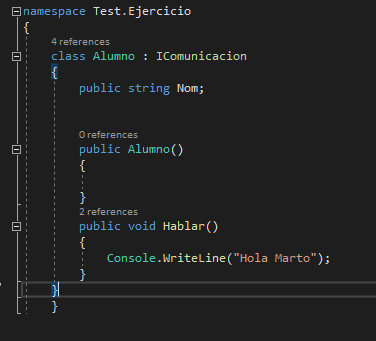 namespace Test.Ejercicio
{
4 references
class Alumno : IComunicacion
{
public string Nom;
0 references
public Alumno()
{
}
2 references
public void Hablar()
{
Console.WriteLine("Hola Marto");
}
}
}